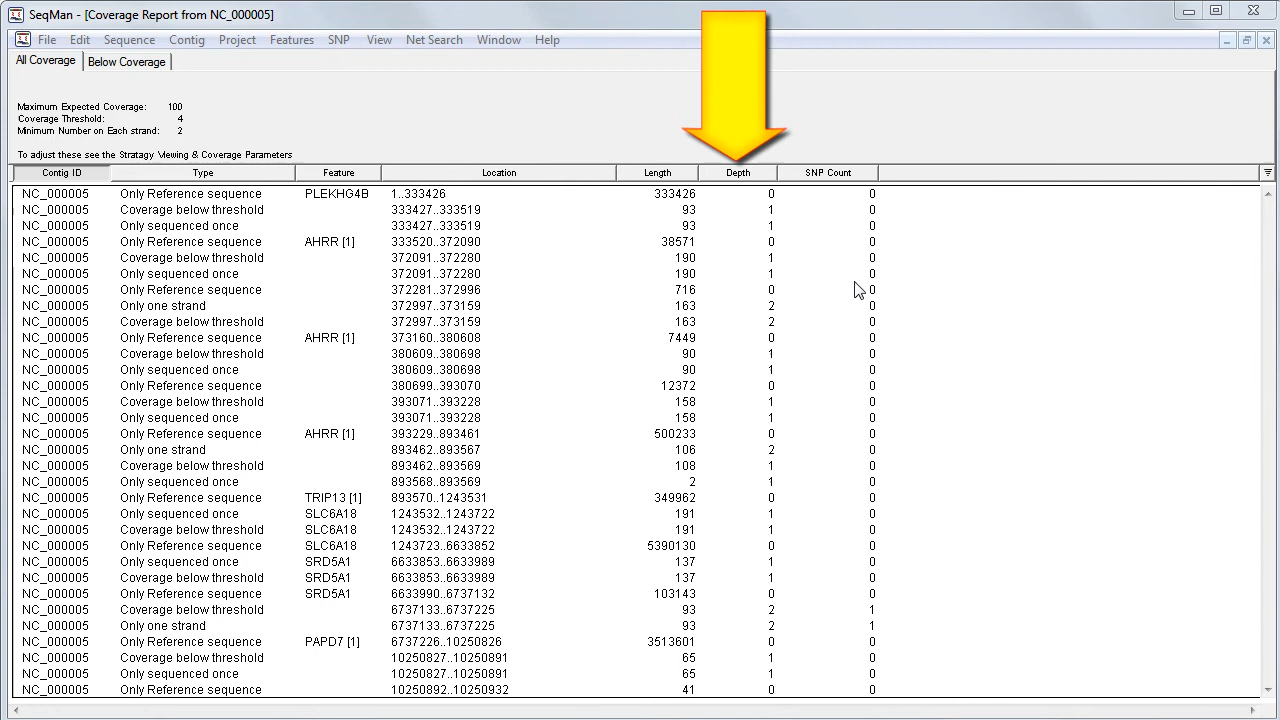 SeqMan - [Coverage Report from NC_000005]
File Edit Sequence Contig Project Features SNP View Net Search Window Help
All Coverage Below Coverage
Maximum Expected Coverage: 100
Coverage Threshold: 4
Minimum Number on Each strand: 2
To adjust these see the Stratagy Viewing & Coverage Parameters
Contig ID Type Feature Location Length Depth SNP Count
NC_000005 Only Reference sequence PLEKHG4B 1..333426 333426 0 0
NC_000005 Coverage below threshold 333427..333519 93 1 0
NC_000005 Only sequenced once 333427..333519 93 1 0
NC_000005 Only Reference sequence AHRR [1] 333520..372090 38571 0 0
NC_000005 Coverage below threshold 372091..372280 190 1 0
NC_000005 Only sequenced once 372091..372280 190 1 0
NC_000005 Only Reference sequence 372281..372996 716 0 0
NC_000005 Only one strand 372997..373159 163 2 0
NC_000005 Coverage below threshold 372997..373159 163 2 0
NC_000005 Only Reference sequence AHRR [1] 373160..380608 7449 0 0
NC_000005 Coverage below threshold 380609..380698 90 1 0
NC_000005 Only sequenced once 380609..380698 90 1 0
NC_000005 Only Reference sequence 380699..393070 12372 0 0
NC_000005 Coverage below threshold 393071..393228 158 1 0
NC_000005 Only sequenced once 393071..393228 158 1 0
NC_000005 Only Reference sequence AHRR [1] 393229..893461 500233 0 0
NC_000005 Only one strand 893462..893567 106 2 0
NC_000005 Coverage below threshold 893462..893569 108 1 0
NC_000005 Only sequenced once 893568..893569 2 1 0
NC_000005 Only Reference sequence TRIP13 [1] 893570..1243531 349962 0 0
NC_000005 Only sequenced once SLC6A18 1243532..1243722 191 1 0
NC_000005 Coverage below threshold SLC6A18 1243532..1243722 191 1 0
NC_000005 Only Reference sequence SLC6A18 1243723..6633852 5390130 0 0
NC_000005 Only sequenced once SRD5A1 6633853..6633989 137 1 0
NC_000005 Coverage below threshold SRD5A1 6633853..6633989 137 1 0
NC_000005 Only Reference sequence SRD5A1 6633990..6737132 103143 0 0
NC_000005 Coverage below threshold 6737133..6737225 93 2 1
NC_000005 Only one strand 6737133..6737225 93 2 1
NC_000005 Only Reference sequence PAPD7 [1] 6737226..10250826 3513601 0 0
NC_000005 Coverage below threshold 10250827..10250891 65 1 0
NC_000005 Only sequenced once 10250827..10250891 65 1 0
NC_000005 Only Reference sequence 10250892..10250932 41 0 0